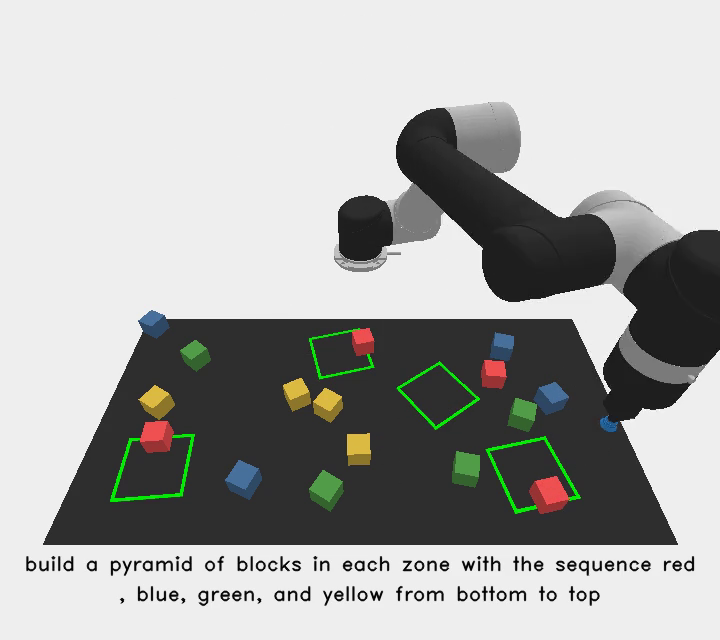 build a pyramid of blocks in each zone with the sequence red
, blue, green, and yellow from bottom to top